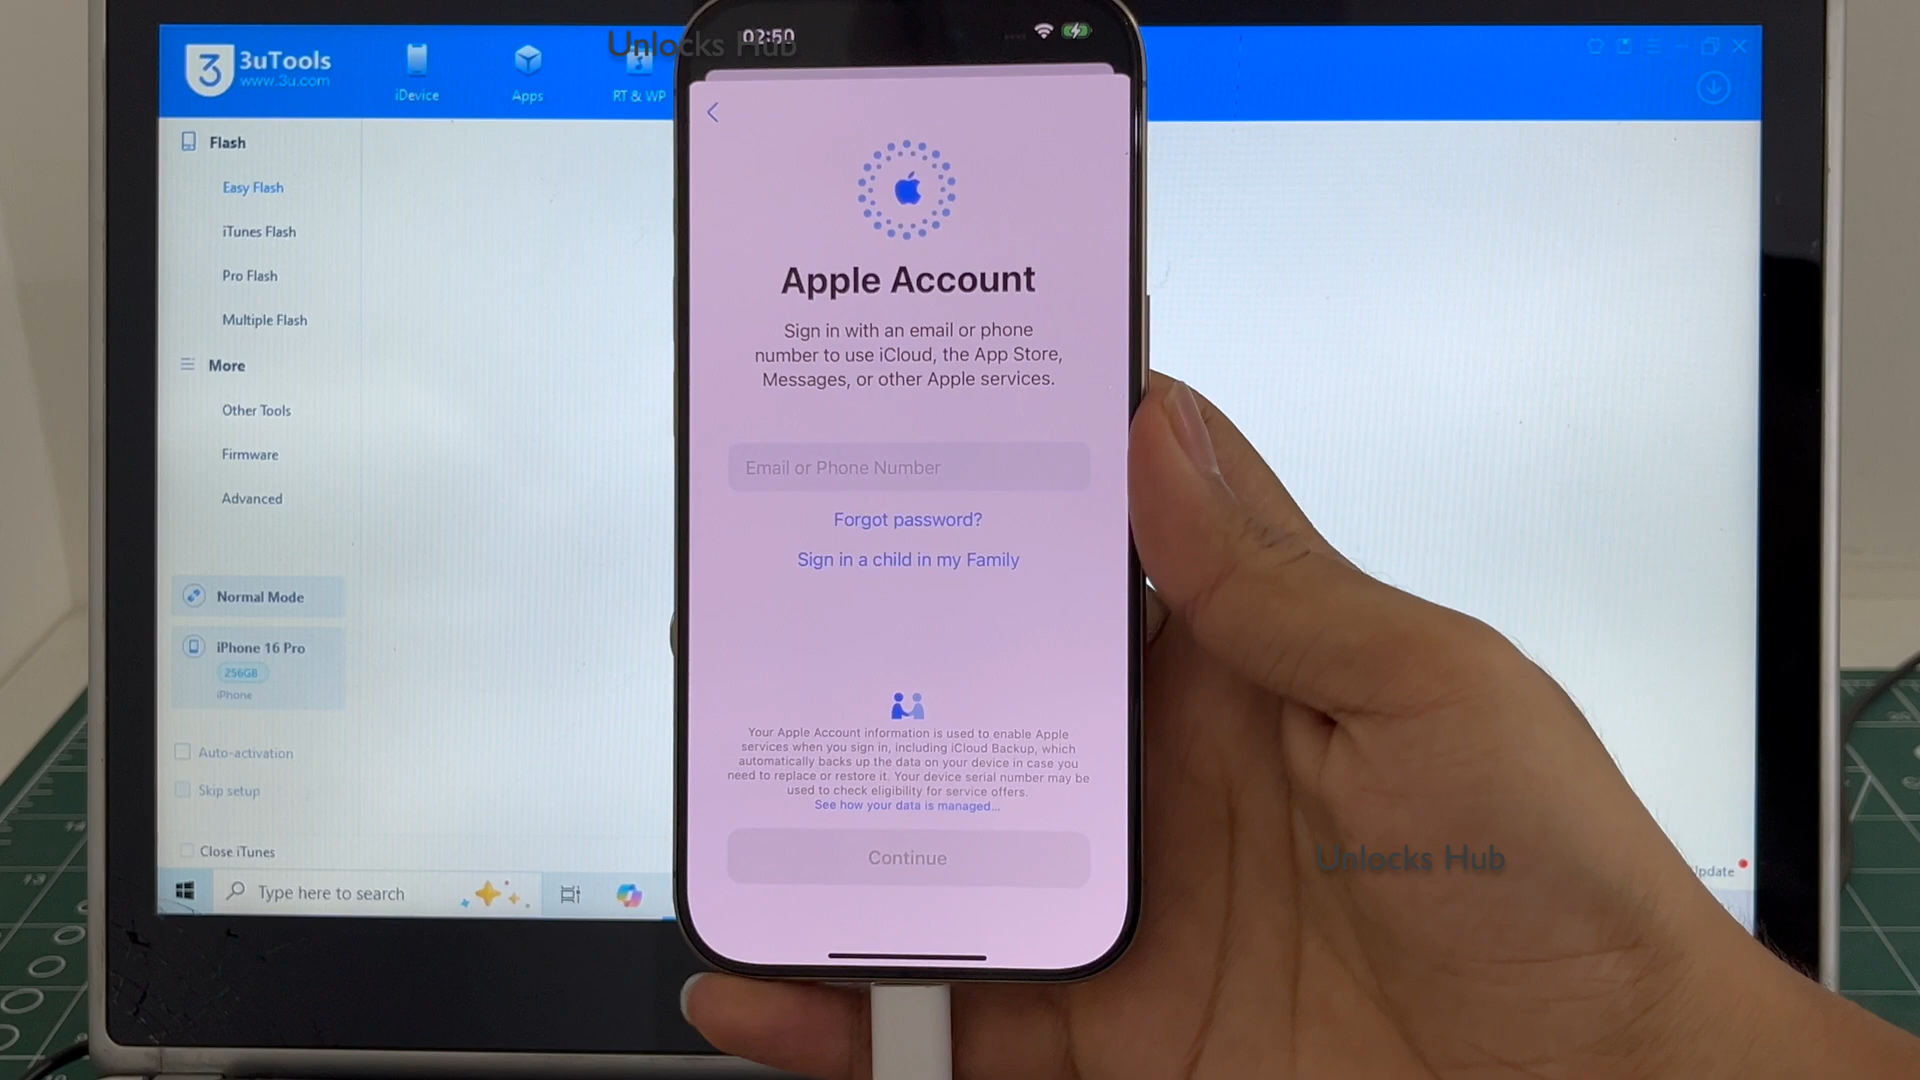 3 3uTools
www.3u.com
iDevice
Apps
RT & WP
Unlocks Hub
02:50
Flash
Easy Flash
iTunes Flash
Pro Flash
Multiple Flash
More
Other Tools
Firmware
Advanced
Normal Mode
iPhone 16 Pro
256GB
iPhone
Auto-activation
Skip setup
Close iTunes
Type here to search
Apple Account
Sign in with an email or phone
number to use iCloud, the App Store,
Messages, or other Apple services.
Email or Phone Number
Forgot password?
Sign in a child in my Family
Your Apple Account information is used to enable Apple
services when you sign in, including iCloud Backup, which
automatically backs up the data on your device in case you
need to replace or restore it. Your device serial number may be
used to check eligibility for service offers.
See how your data is managed...
Continue
Unlocks Hub